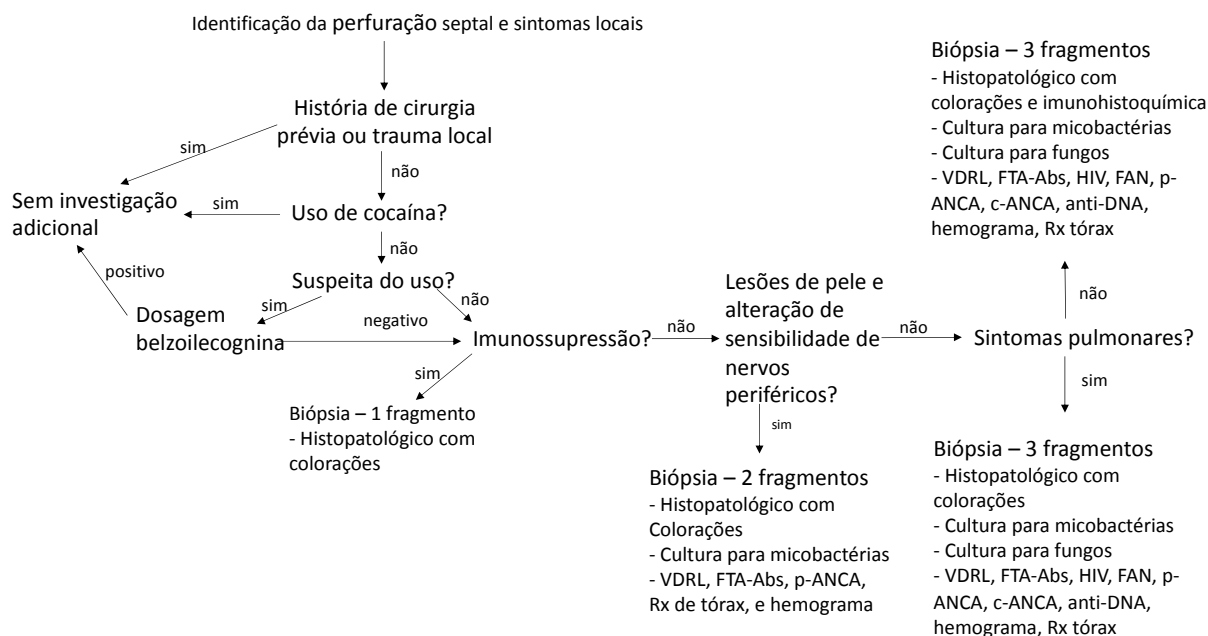 Identificação da perfuração septal e sintomas locais
História de cirurgia
prévia ou trauma local
sim
não
Sem investigação
adicional
sim
Uso de cocaína?
não
positivo
Suspeita do uso?
sim
não
Dosagem
belzoilecognina
negativo
Imunossupressão?
sim
Biópsia – 1 fragmento
- Histopatológico com
colorações
não
Lesões de pele e
alteração de
sensibilidade de
nervos
periféricos?
sim
Biópsia – 2 fragmentos
- Histopatológico com
Colorações
- Cultura para micobactérias
- VDRL, FTA-Abs, p-ANCA,
Rx de tórax, e hemograma
não
Sintomas pulmonares?
não
Biópsia – 3 fragmentos
- Histopatológico com
colorações e imunohistoquímica
- Cultura para micobactérias
- Cultura para fungos
- VDRL, FTA-Abs, HIV, FAN, p-
ANCA, c-ANCA, anti-DNA,
hemograma, Rx tórax
sim
Biópsia – 3 fragmentos
- Histopatológico com
colorações
- Cultura para micobactérias
- Cultura para fungos
- VDRL, FTA-Abs, HIV, FAN, p-
ANCA, c-ANCA, anti-DNA,
hemograma, Rx tórax